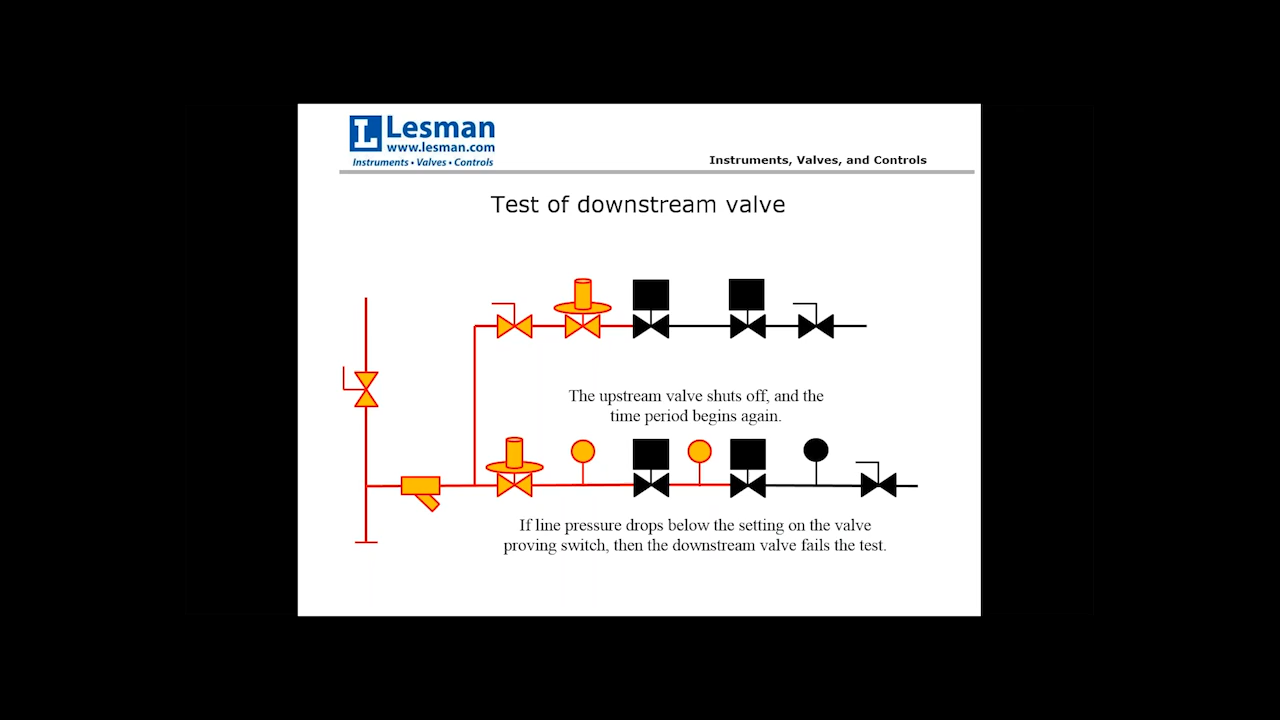 L Lesman
www.lesman.com
Instruments • Valves • Controls
Instruments, Valves, and Controls
Test of downstream valve
The upstream valve shuts off, and the
time period begins again.
If line pressure drops below the setting on the valve
proving switch, then the downstream valve fails the test.